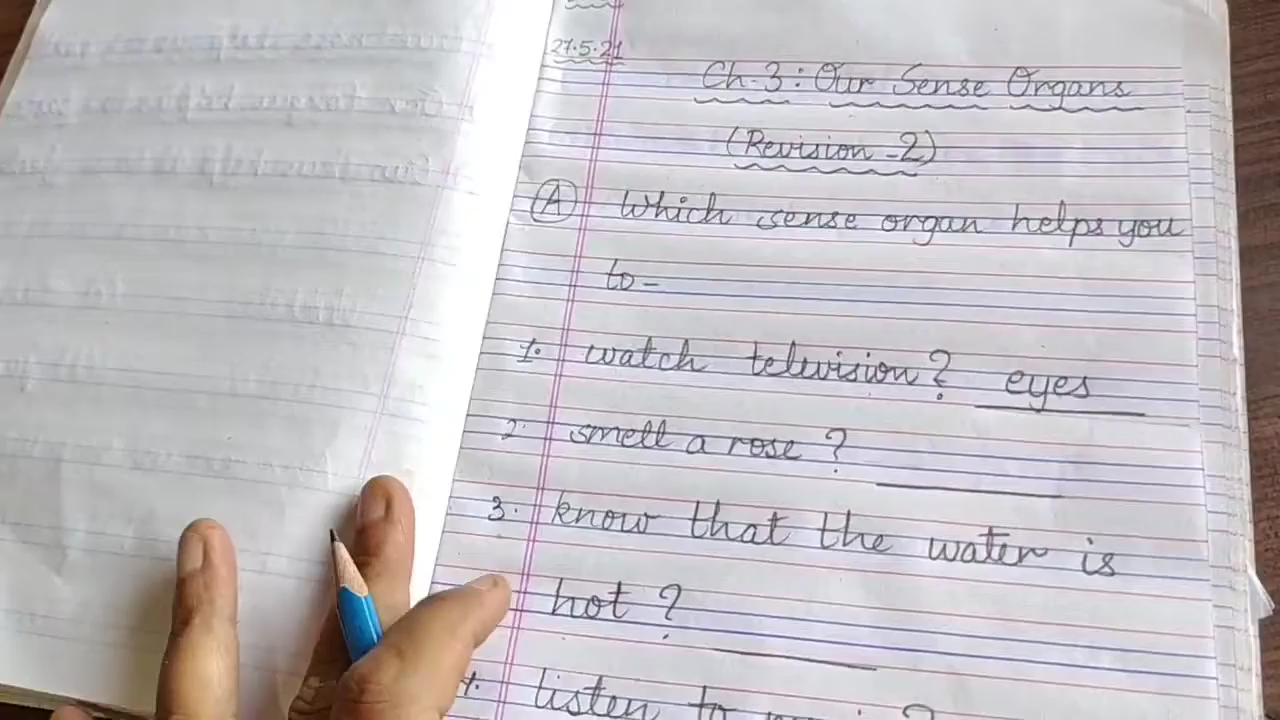 27.5.21
Ch-3: Our Sense Organs
(Revision-2)
(A) Which sense organ helps you
to-
1. watch television? eyes
2. smell a rose?
3. know that the water is
hot?
4. listen to music?